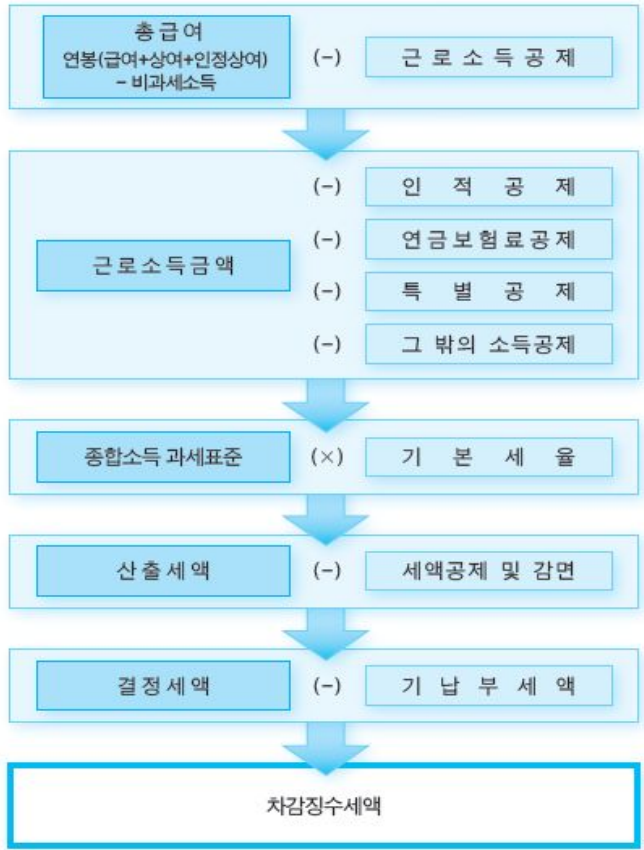 총 급 여
연봉(급여+상여+인정상여)
- 비과세소득
(-)
근 로 소 득 공 제
(-)
인 적 공 제
(-)
연금보험료공제
근 로 소 득 금 액
(-)
특 별 공 제
(-)
그 밖의 소득공제
종합소득 과세표준
(×)
기 본 세 율
산 출 세 액
(-)
세액공제 및 감면
결 정 세 액
(-)
기 납 부 세 액
차감징수세액